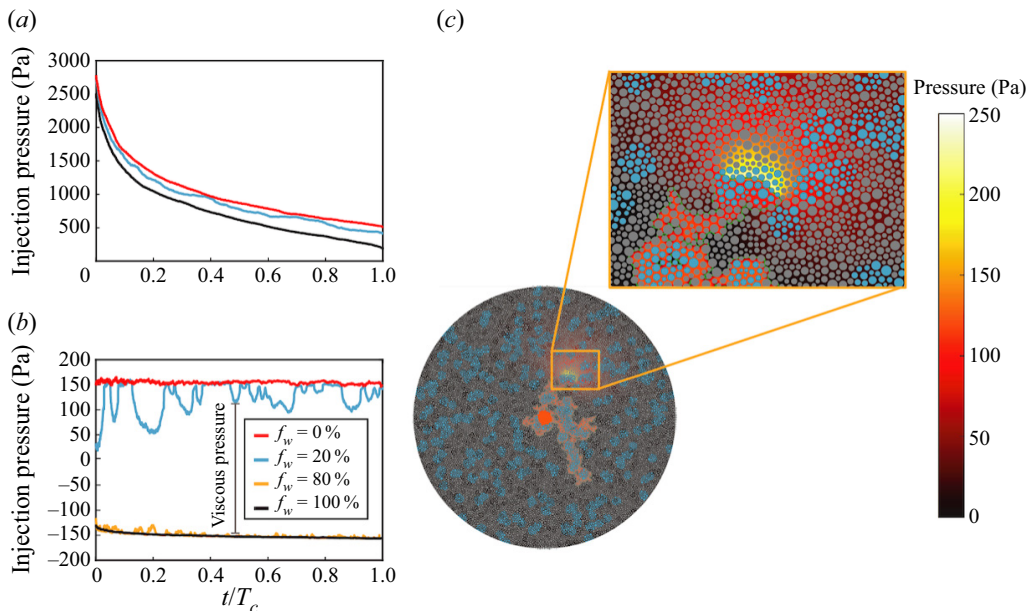 (a)
(c)
Injection pressure (Pa)
3000
2500
2000
1500
1000
500
0
0.2
0.4
0.6
0.8
1.0
Pressure (Pa)
250
200
150
100
50
0
(b)
Injection pressure (Pa)
200
150
100
50
0
−50
−100
−150
−200
Viscous pressure
f_w = 0 %
f_w = 20 %
f_w = 80 %
f_w = 100 %
0
0.2
0.4
0.6
0.8
1.0
t/T_c